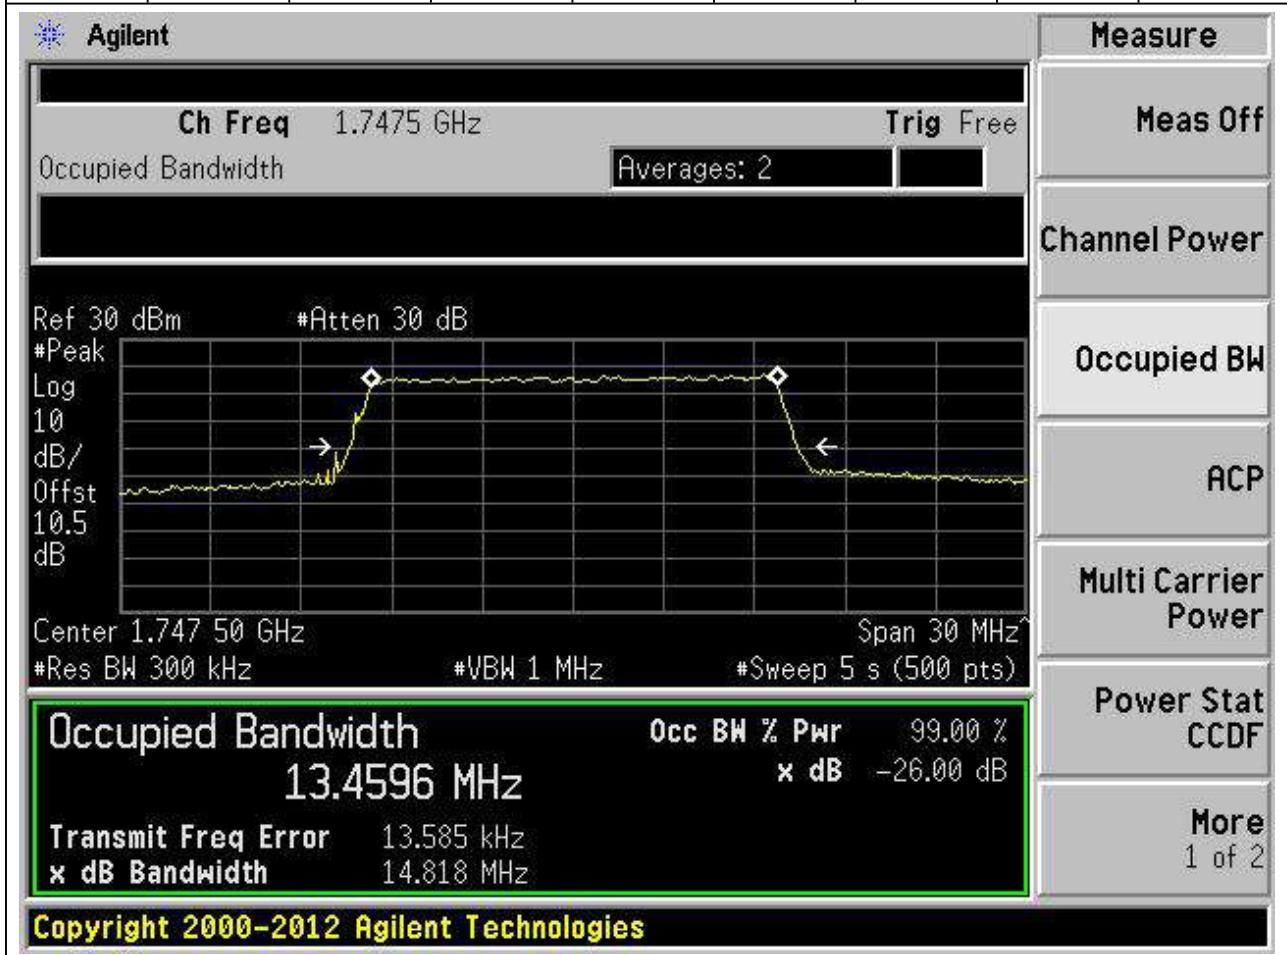 Agilent
Measure
Ch Freq 1.7475 GHz Trig Free
Occupied Bandwidth Averages: 2
Ref 30 dBm #Atten 30 dB
#Peak
Log
10
dB/
Offst
10.5
dB
Center 1.747 50 GHz Span 30 MHz^
#Res BW 300 kHz #VBW 1 MHz #Sweep 5 s (500 pts)
Occupied Bandwidth
13.4596 MHz
Occ BW % Pwr 99.00 %
x dB -26.00 dB
Transmit Freq Error 13.585 kHz
x dB Bandwidth 14.818 MHz
Meas Off
Channel Power
Occupied BW
ACP
Multi Carrier
Power
Power Stat
CCDF
More
1 of 2
Copyright 2000-2012 Agilent Technologies